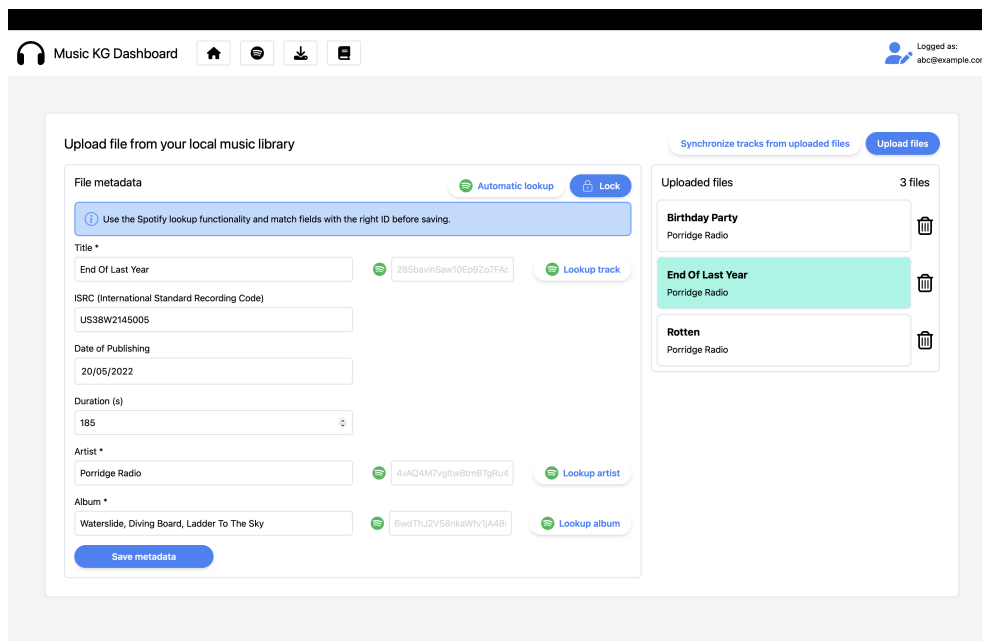 Music KG Dashboard
Logged as:
abc@example.com
Upload file from your local music library
Synchronize tracks from uploaded files
Upload files
File metadata
Automatic lookup
Lock
Use the Spotify lookup functionality and match fields with the right ID before saving.
Title *
End Of Last Year
Lookup track
ISRC (International Standard Recording Code)
US38W2145005
Date of Publishing
20/05/2022
Duration (s)
185
Artist *
Porridge Radio
Lookup artist
Album *
Waterslide, Diving Board, Ladder To The Sky
Lookup album
Save metadata
Uploaded files
3 files
Birthday Party
Porridge Radio
End Of Last Year
Porridge Radio
Rotten
Porridge Radio